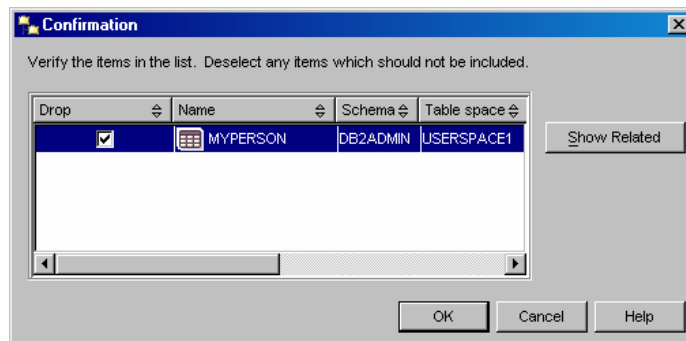 Confirmation
Verify the items in the list. Deselect any items which should not be included.
Drop Name Schema Table space
MYPERSON DB2ADMIN USERSPACE1
Show Related
OK Cancel Help